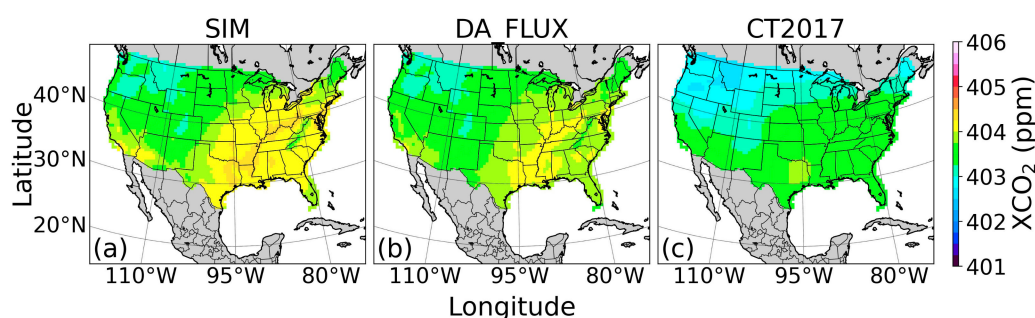 SIM
DA_FLUX
CT2017
Latitude
40°N
30°N
20°N
(a)
(b)
(c)
110°W 95°W 80°W
110°W 95°W 80°W
110°W 95°W 80°W
Longitude
406
405
404
403
402
401
XCO₂ (ppm)